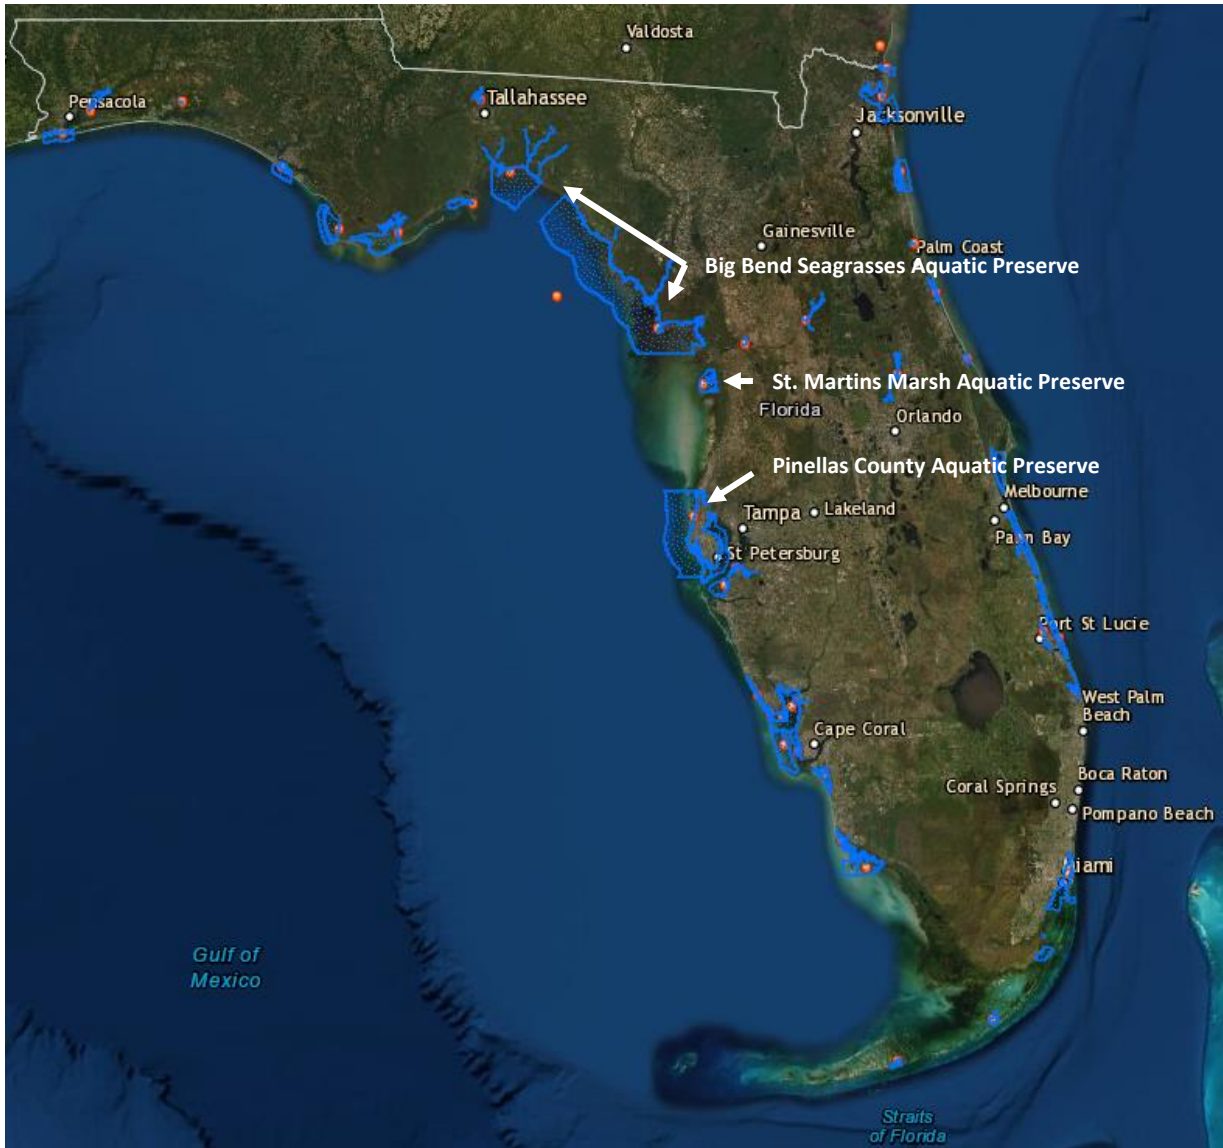 Valdosta
Pensacola
Tallahassee
Jacksonville
Gainesville
Palm Coast
Big Bend Seagrasses Aquatic Preserve
St. Martins Marsh Aquatic Preserve
Florida
Orlando
Pinellas County Aquatic Preserve
Melbourne
Tampa
Lakeland
Palm Bay
St Petersburg
Port St Lucie
West Palm
Beach
Cape Coral
Boca Raton
Coral Springs
Pompano Beach
Miami
Gulf of
Mexico
Straits
of Florida